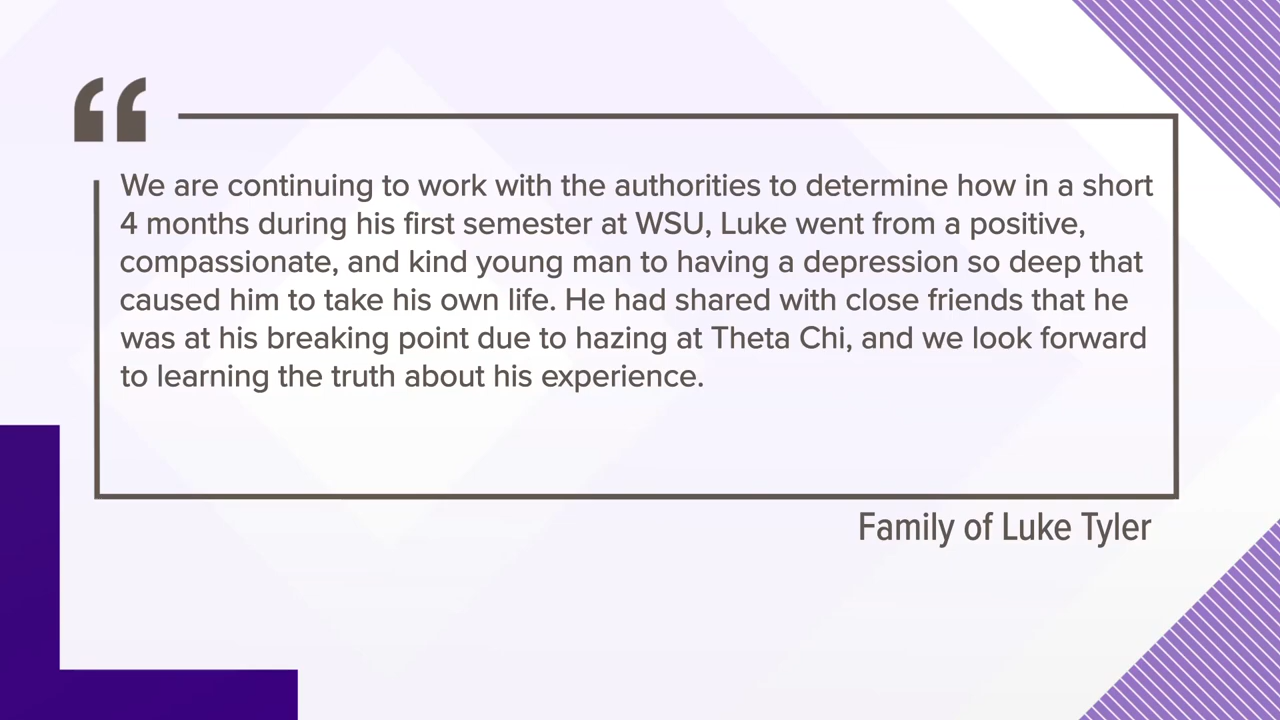 “
We are continuing to work with the authorities to determine how in a short
4 months during his first semester at WSU, Luke went from a positive,
compassionate, and kind young man to having a depression so deep that
caused him to take his own life. He had shared with close friends that he
was at his breaking point due to hazing at Theta Chi, and we look forward
to learning the truth about his experience.
Family of Luke Tyler